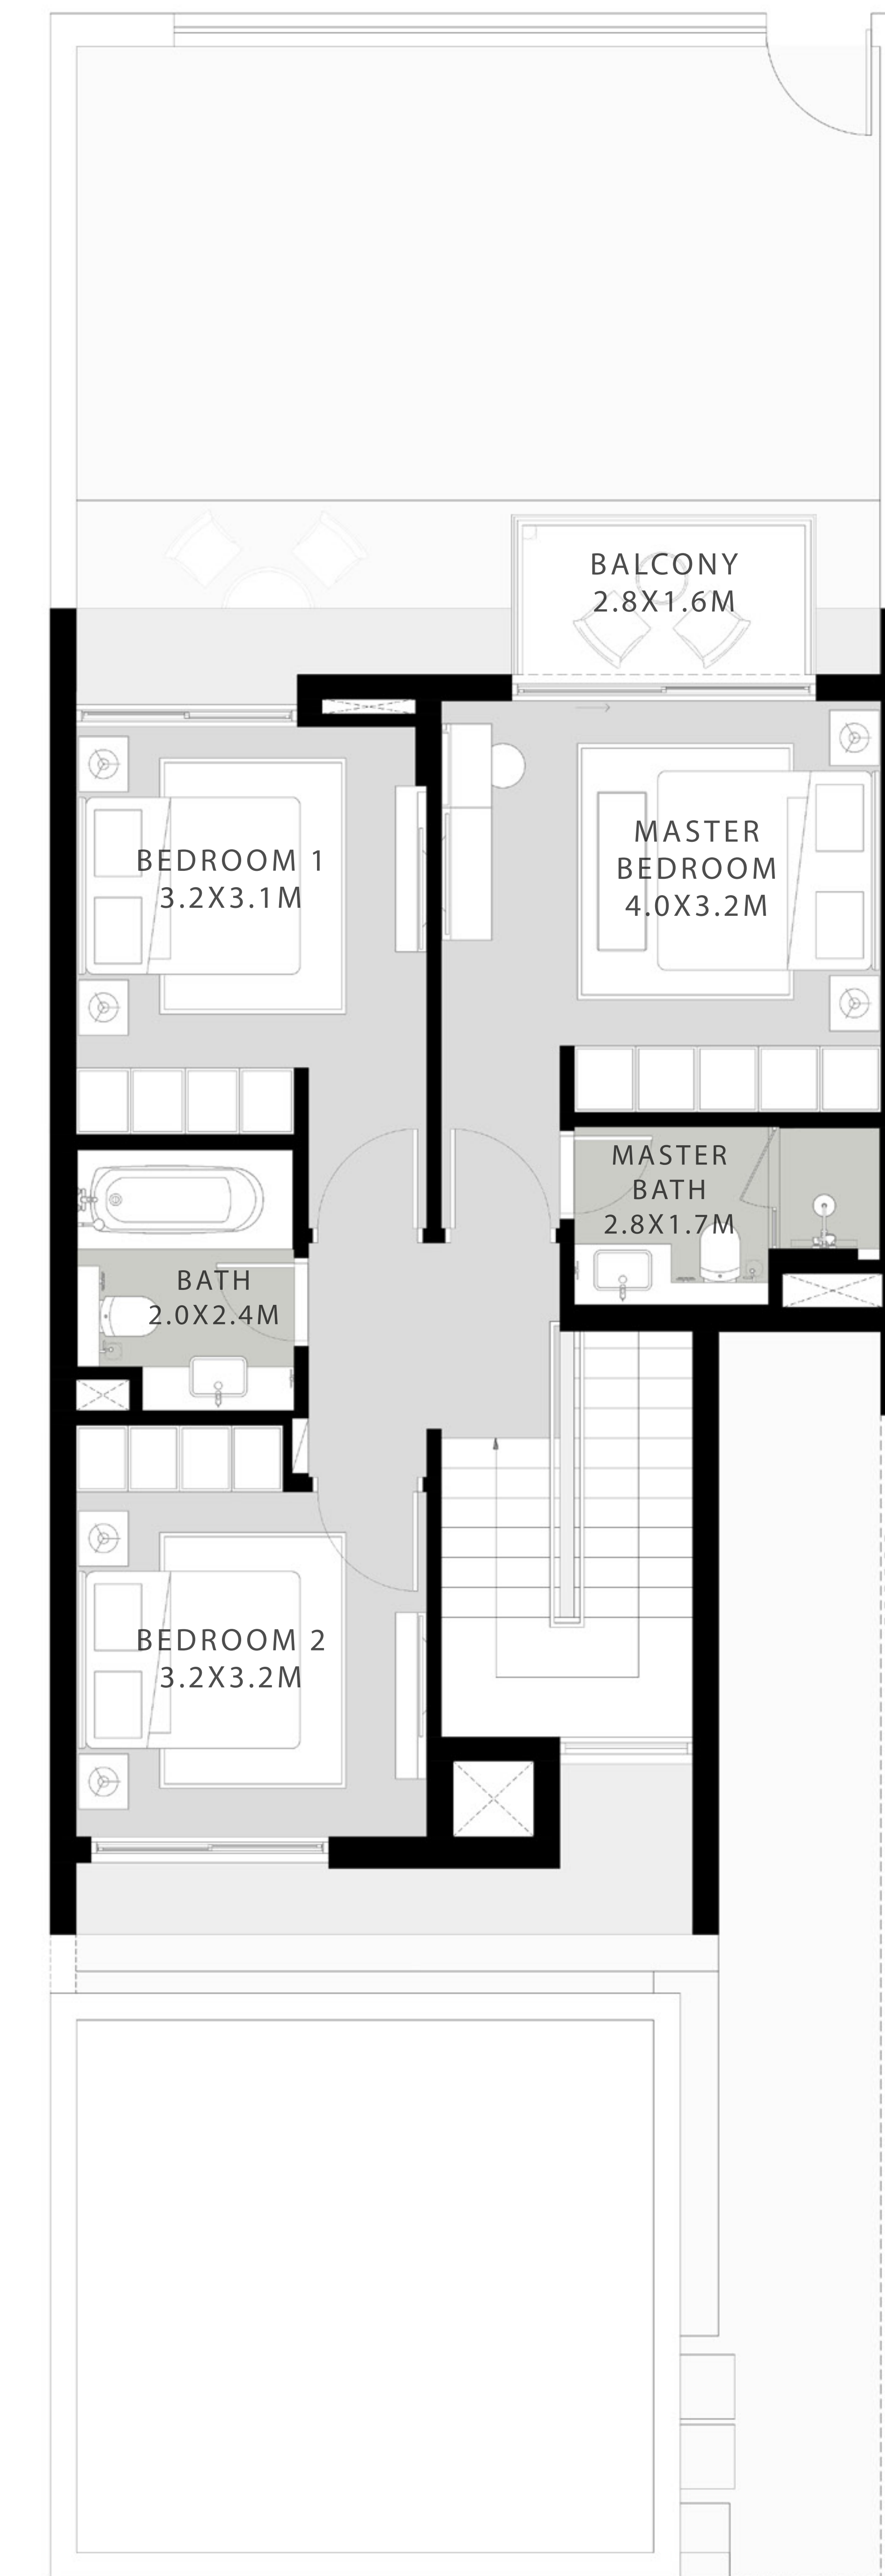 BALCONY
2.8X1.6M
BEDROOM 1
3.2X3.1M
MASTER
BEDROOM
4.0X3.2M
MASTER
BATH
2.8X1.7M
BATH
2.0X2.4M
BEDROOM 2
3.2X3.2M